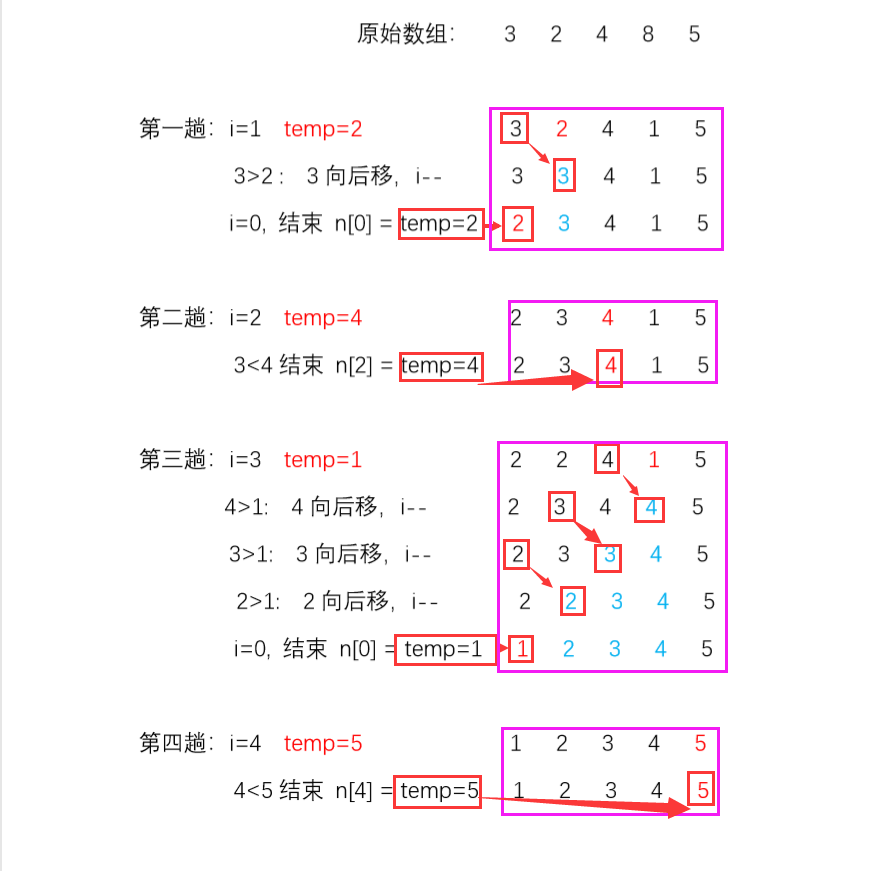 原始数组： 3 2 4 8 5
第一趟：i=1 temp=2 3 2 4 1 5
3>2： 3 向后移，i-- 3 3 4 1 5
i=0, 结束 n[0] = temp=2 2 3 4 1 5
第二趟：i=2 temp=4 2 3 4 1 5
3<4 结束 n[2] = temp=4 2 3 4 1 5
第三趟：i=3 temp=1 2 2 4 1 5
4>1: 4 向后移，i-- 2 3 4 4 5
3>1: 3 向后移，i-- 2 3 3 4 5
2>1: 2 向后移，i-- 2 2 3 4 5
i=0, 结束 n[0] = temp=1 1 2 3 4 5
第四趟：i=4 temp=5 1 2 3 4 5
4<5 结束 n[4] = temp=5 1 2 3 4 5